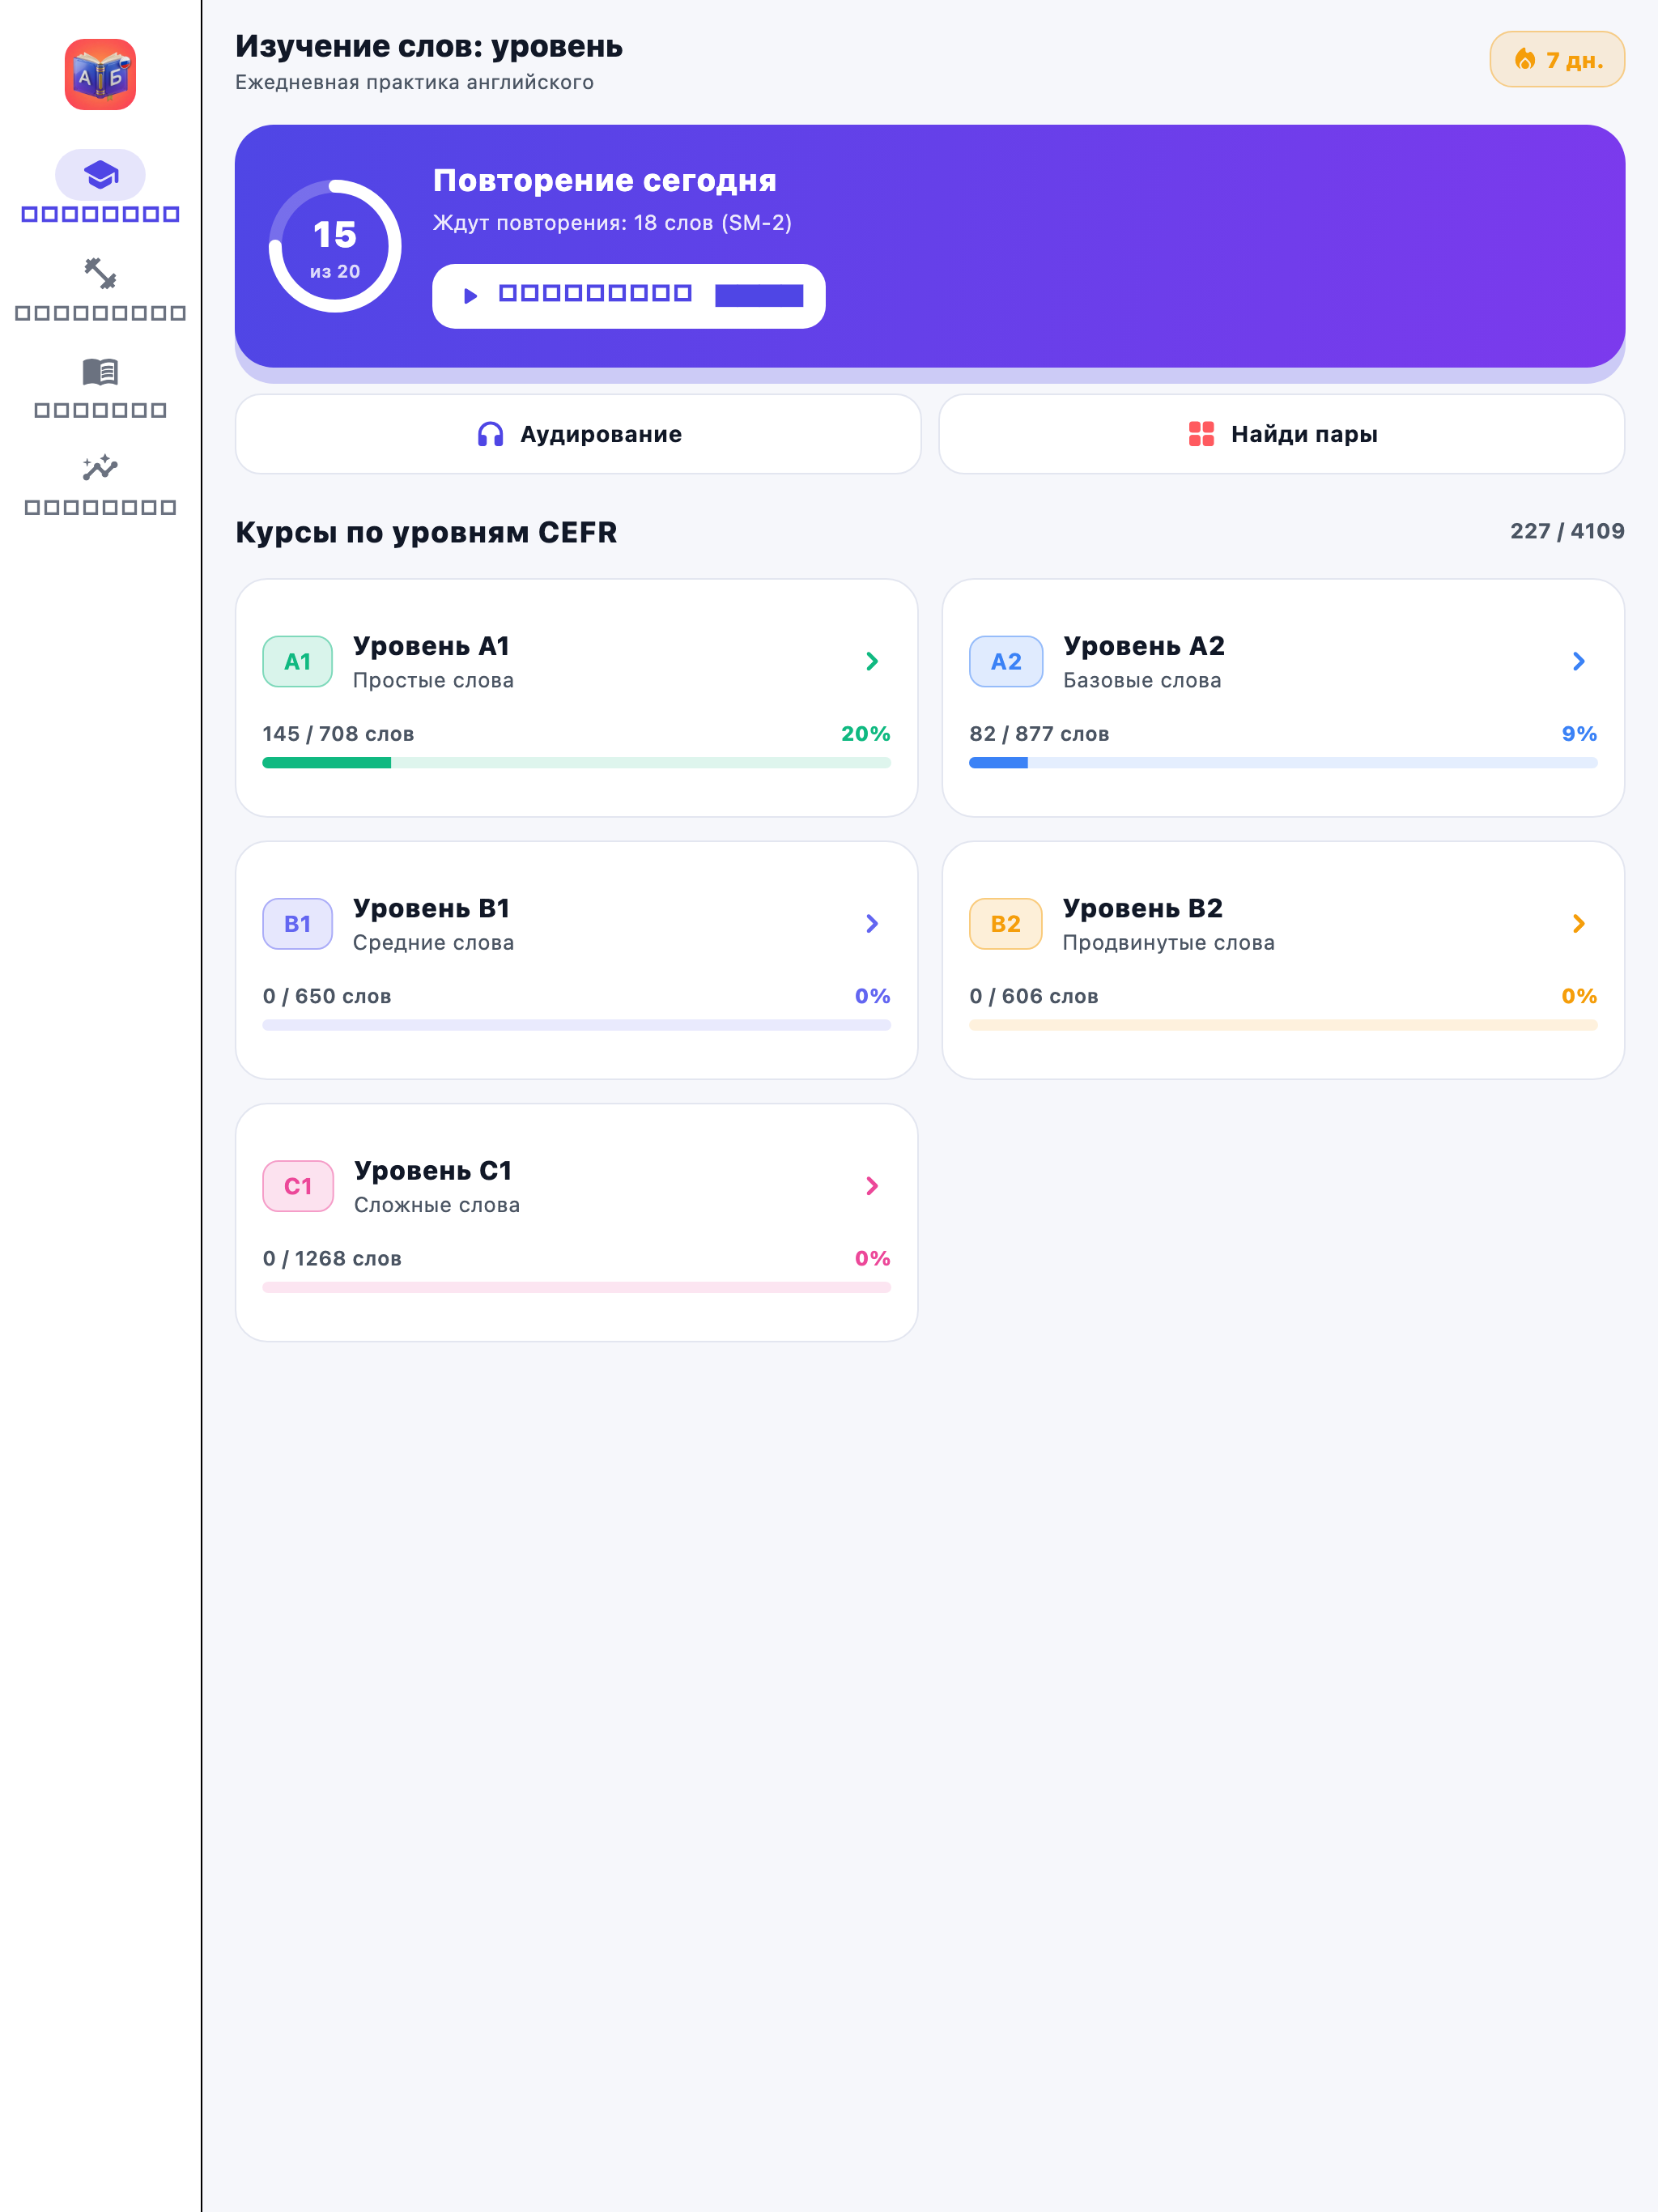 АБ
Изучение слов: уровень
Ежедневная практика английского
7 дн.
15
из 20
Повторение сегодня
Ждут повторения: 18 слов (SM-2)
Аудирование
Найди пары
Курсы по уровням CEFR
227 / 4109
A1
Уровень A1
Простые слова
145 / 708 слов
20%
A2
Уровень A2
Базовые слова
82 / 877 слов
9%
B1
Уровень B1
Средние слова
0 / 650 слов
0%
B2
Уровень B2
Продвинутые слова
0 / 606 слов
0%
C1
Уровень C1
Сложные слова
0 / 1268 слов
0%